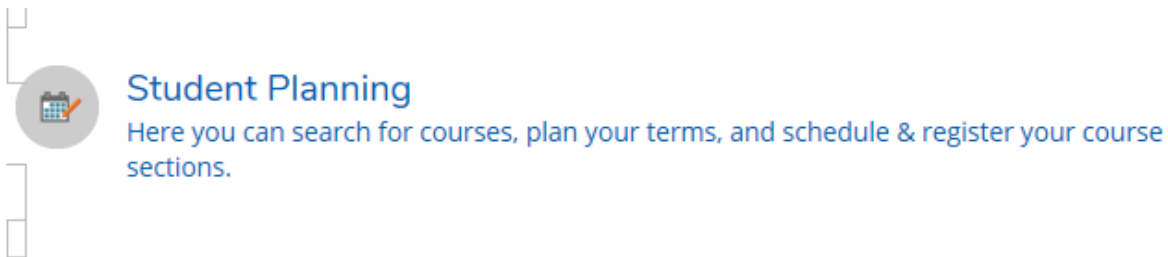 Student Planning
Here you can search for courses, plan your terms, and schedule & register your course
sections.